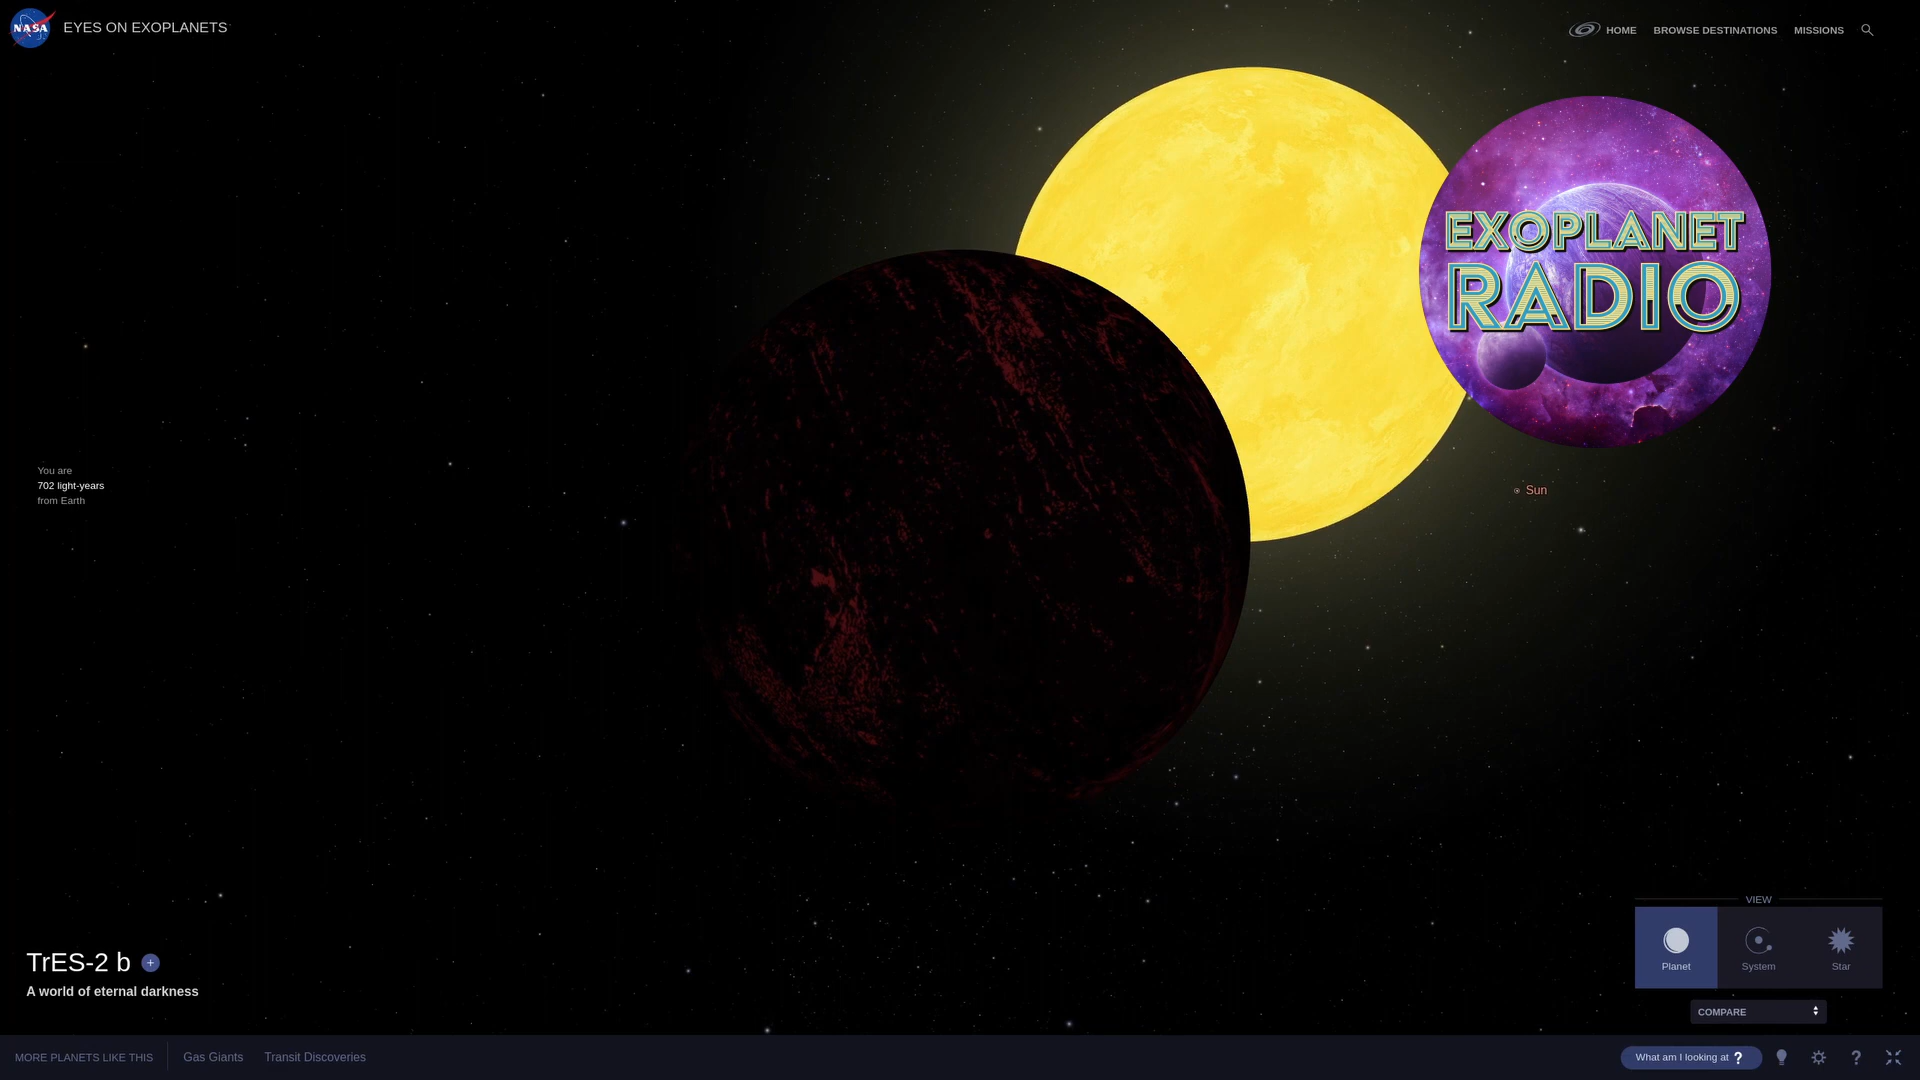 NASA
EYES ON EXOPLANETS
HOME
BROWSE DESTINATIONS
MISSIONS
EXOPLANET
RADIO
You are
702 light-years
from Earth
Sun
VIEW
Planet
System
Star
COMPARE
TrES-2 b +
A world of eternal darkness
MORE PLANETS LIKE THIS
Gas Giants
Transit Discoveries
What am I looking at ?
?